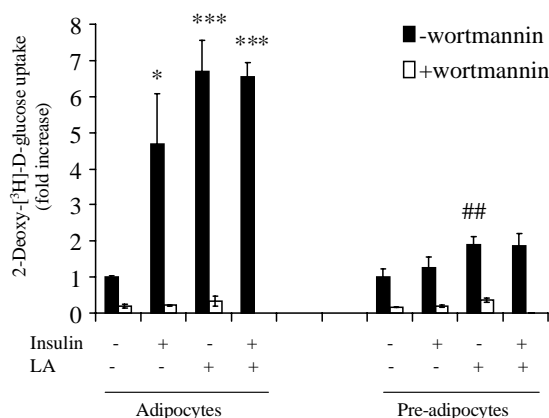 8
7
6
5
4
3
2
1
0
2-Deoxy-[³H]-D-glucose uptake
(fold increase)
-wortmannin
+wortmannin
*
***
***
##
Insulin - + - + - + - +
LA - - + + - - + +
Adipocytes Pre-adipocytes